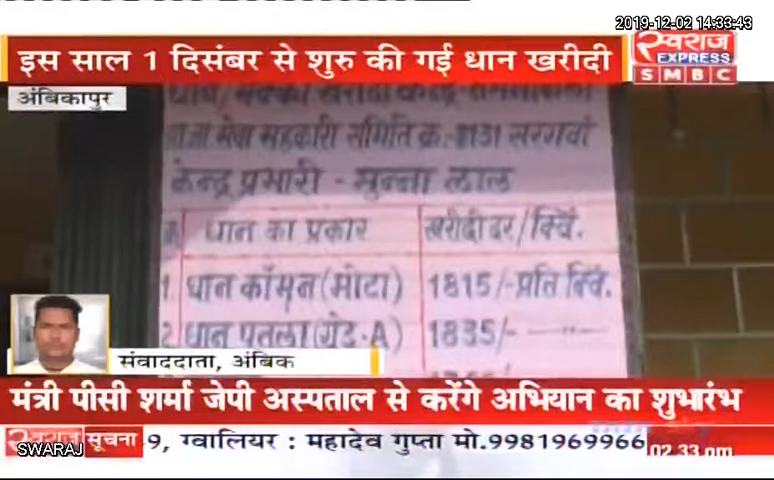 2019-12-02 14:33:43
स्वराज
EXPRESS
SMBC
इस साल 1 दिसंबर से शुरु की गई धान खरीदी
अंबिकापुर
सेवा सहकारी समिति क्र. सरगवां
केन्द्र प्रभारी - मुन्ना लाल
धान का प्रकार खरीदी दर/क्विं.
1. धान कॉमन (मोटा) 1815/- प्रति क्विं.
2. धान पतला (ग्रेड-A) 1835/- -----"-----
संवाददाता, अंबिक
मंत्री पीसी शर्मा जेपी अस्पताल से करेंगे अभियान का शुभारंभ
स्वराज सूचना 9, ग्वालियर : महादेव गुप्ता मो.9981969966
SWARAJ
02.33 pm